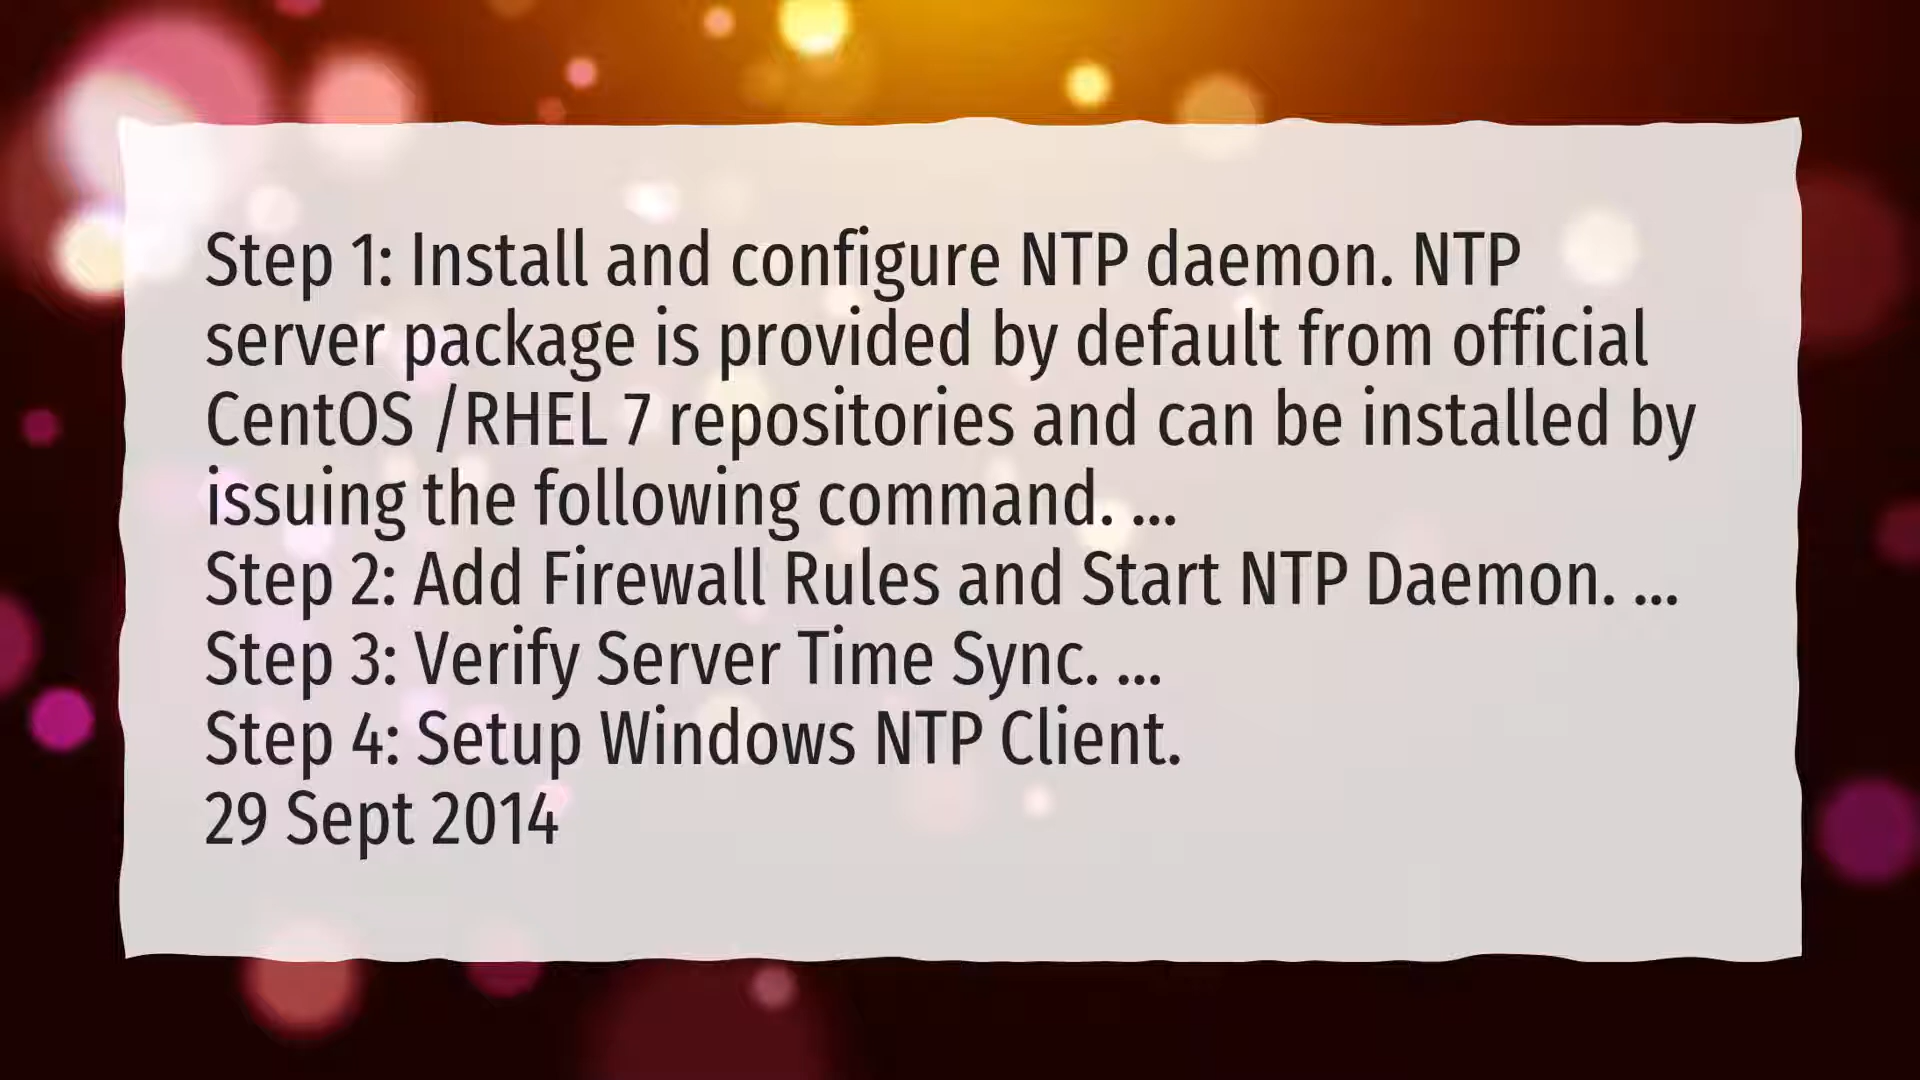 Step 1: Install and configure NTP daemon. NTP
server package is provided by default from official
CentOS /RHEL 7 repositories and can be installed by
issuing the following command. ...
Step 2: Add Firewall Rules and Start NTP Daemon. ...
Step 3: Verify Server Time Sync. ...
Step 4: Setup Windows NTP Client.
29 Sept 2014